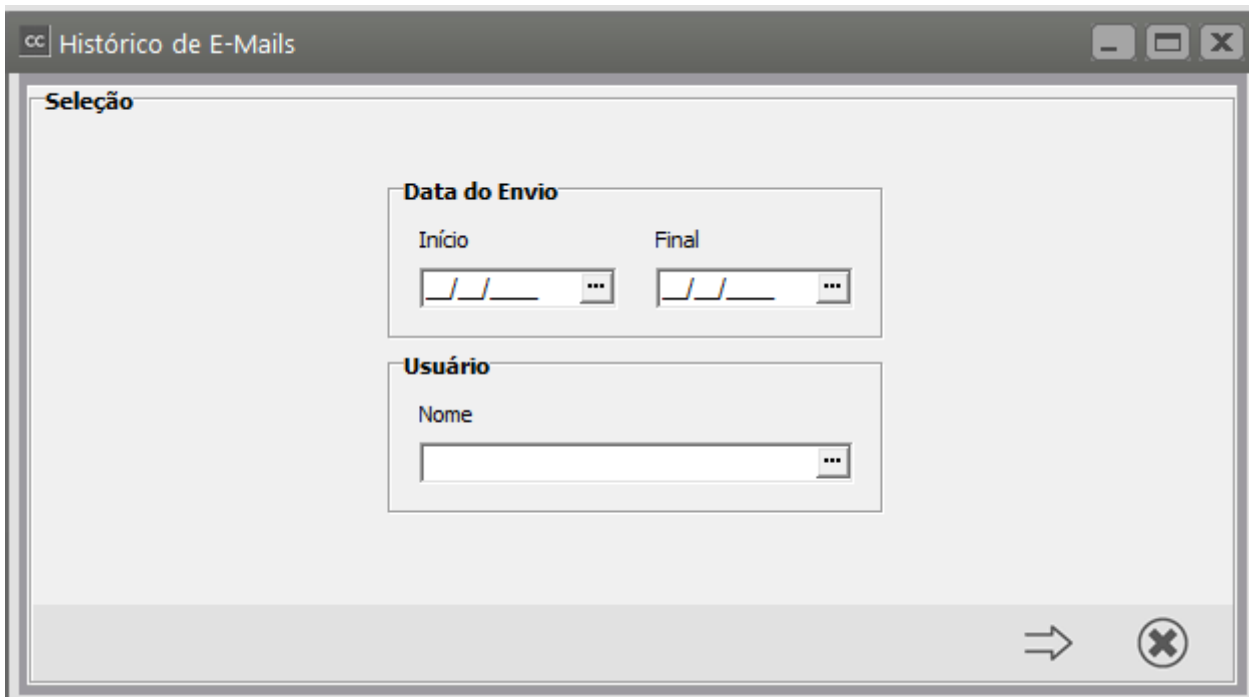 cc Histórico de E-Mails
Seleção
Data do Envio
Início Final
__/__/____ ... __/__/____ ...
Usuário
Nome
...